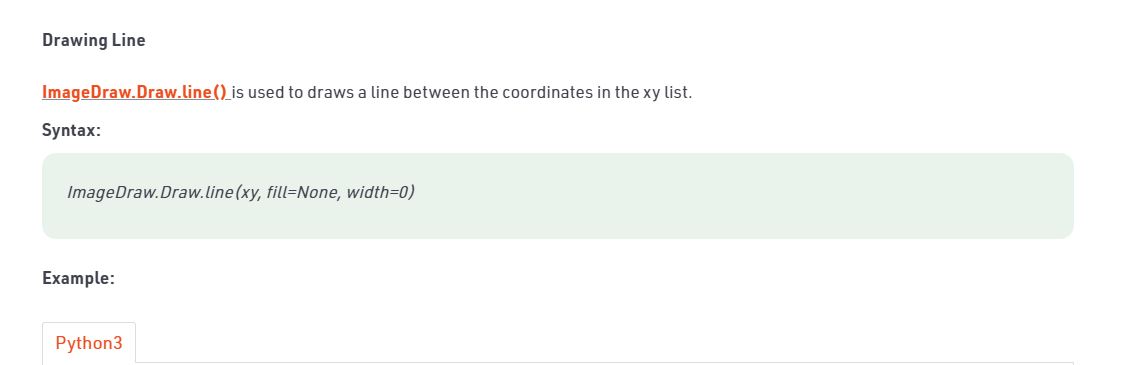 Drawing Line
ImageDraw.Draw.line() is used to draws a line between the coordinates in the xy list.
Syntax:
ImageDraw.Draw.line(xy, fill=None, width=0)
Example:
Python3